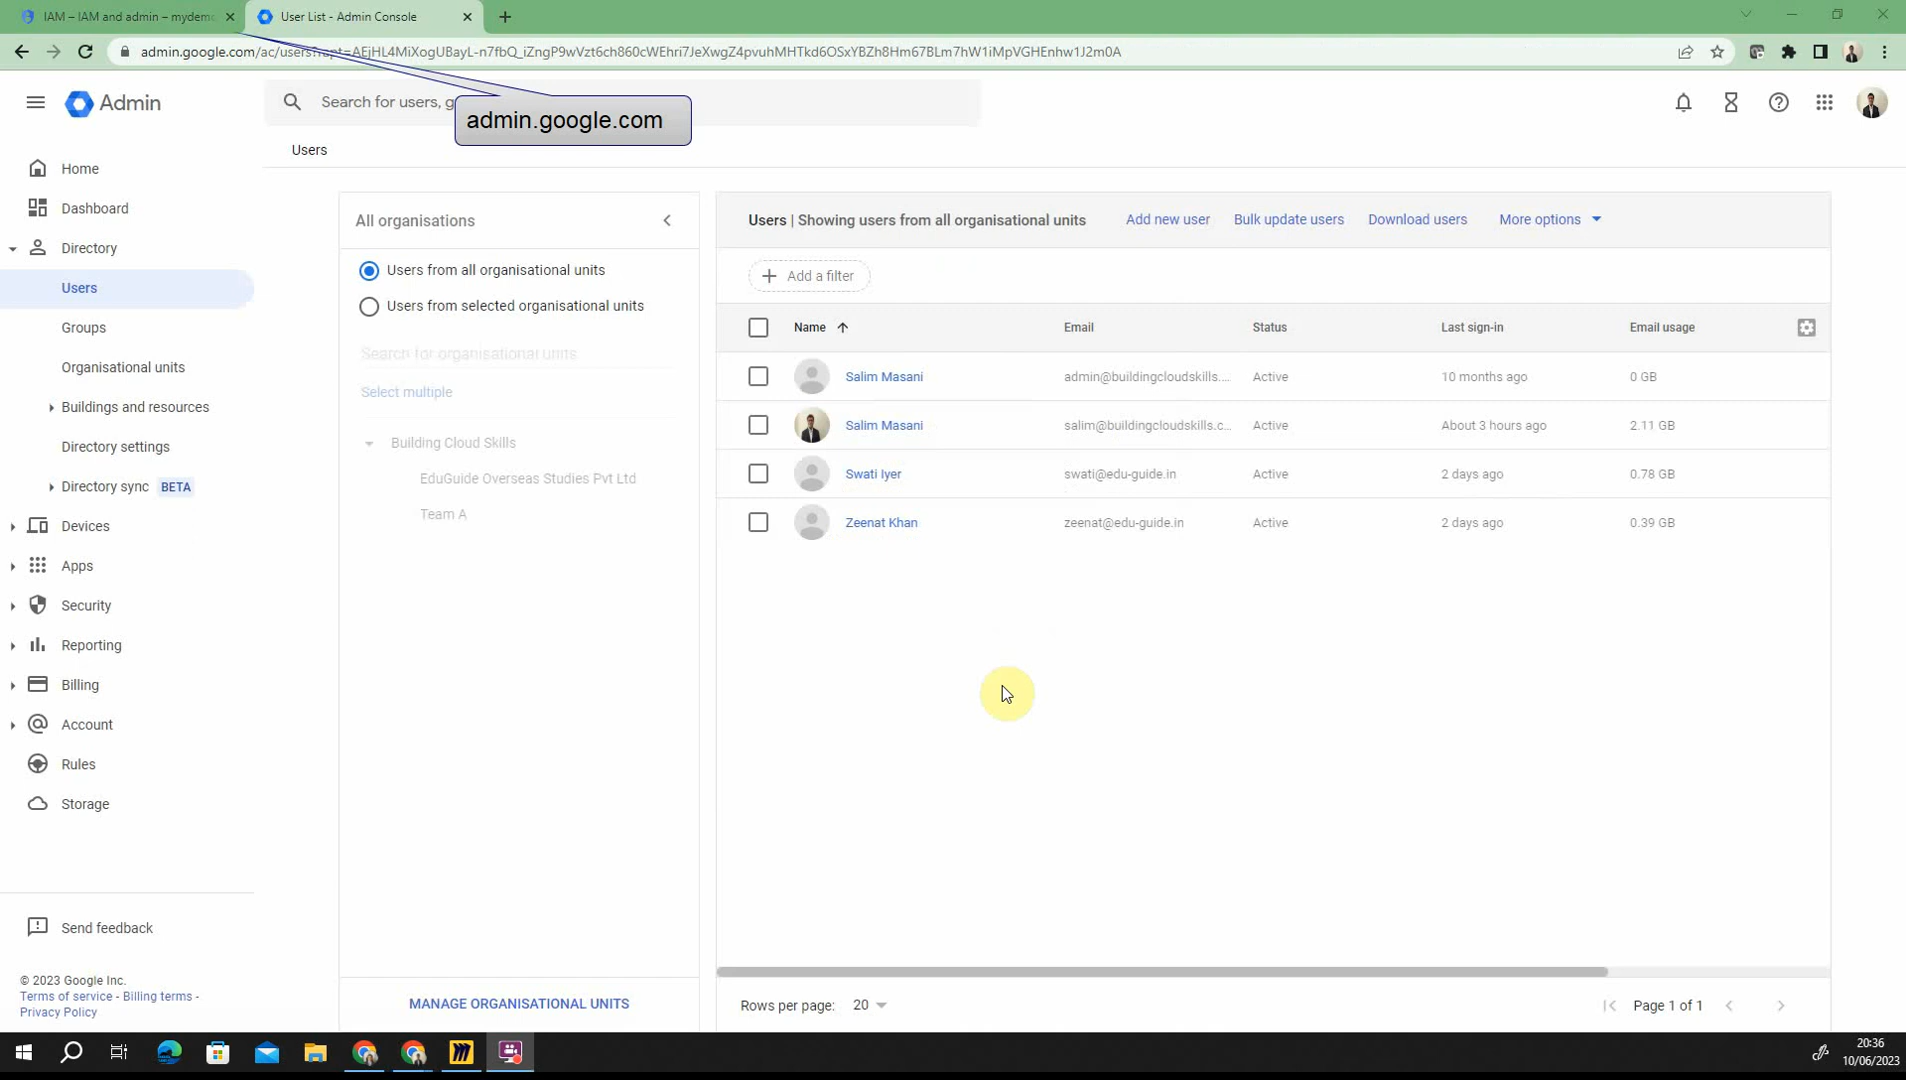 IAM – IAM and admin – mydem
User List - Admin Console
admin.google.com/ac/users?rapt=AEjHL4MiXogUBayL-n7fbQ_iZngP9wVzt6ch860cWEhri7JeXwgZ4pvuhMHTkd6OSxYBZh8Hm67BLm7hW1iMpVGHEnhw1J2m0A
Admin
Search for users, g
admin.google.com
Users
Home
Dashboard
Directory
Users
Groups
Organisational units
Buildings and resources
Directory settings
Directory sync BETA
Devices
Apps
Security
Reporting
Billing
Account
Rules
Storage
Send feedback
© 2023 Google Inc.
Terms of service - Billing terms -
Privacy Policy
All organisations
Users from all organisational units
Users from selected organisational units
Search for organisational units
Select multiple
Building Cloud Skills
EduGuide Overseas Studies Pvt Ltd
Team A
MANAGE ORGANISATIONAL UNITS
Users | Showing users from all organisational units Add new user Bulk update users Download users More options
Add a filter
Name Email Status Last sign-in Email usage
Salim Masani admin@buildingcloudskills.... Active 10 months ago 0 GB
Salim Masani salim@buildingcloudskills.c... Active About 3 hours ago 2.11 GB
Swati Iyer swati@edu-guide.in Active 2 days ago 0.78 GB
Zeenat Khan zeenat@edu-guide.in Active 2 days ago 0.39 GB
Rows per page: 20 Page 1 of 1
20:36
10/06/2023